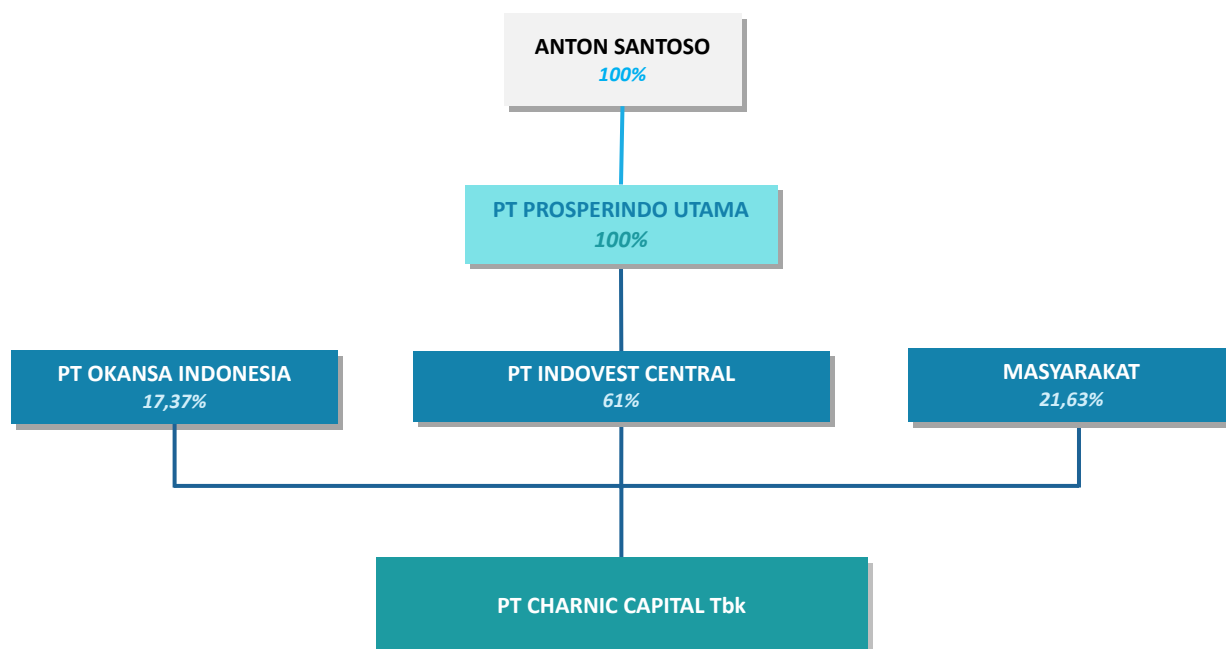 ANTON SANTOSO
100%
PT PROSPERINDO UTAMA
100%
PT OKANSA INDONESIA
17,37%
PT INDOVEST CENTRAL
61%
MASYARAKAT
21,63%
PT CHARNIC CAPITAL Tbk